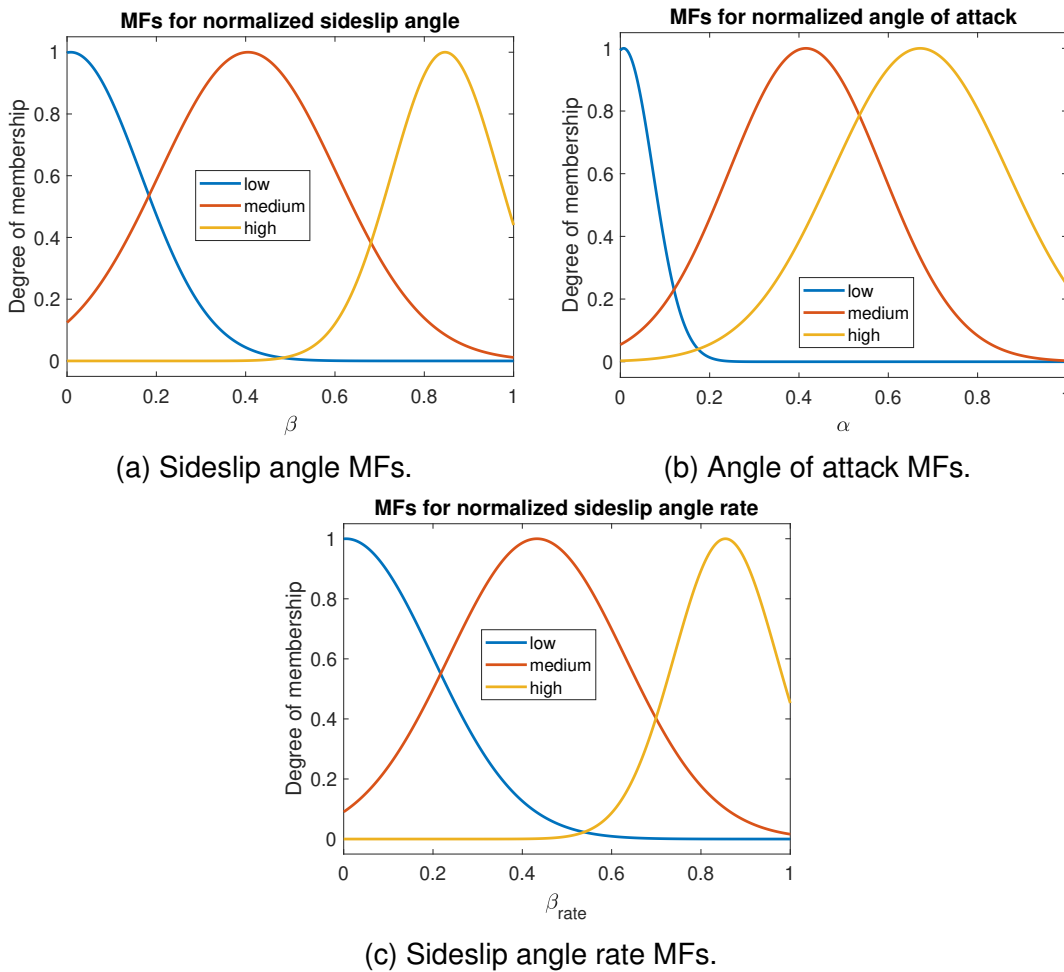 MFs for normalized sideslip angle
Degree of membership
1
0.8
0.6
0.4
0.2
0
low
medium
high
0 0.2 0.4 0.6 0.8 1
β
(a) Sideslip angle MFs.
MFs for normalized angle of attack
Degree of membership
1
0.8
0.6
0.4
0.2
0
low
medium
high
0 0.2 0.4 0.6 0.8 1
α
(b) Angle of attack MFs.
MFs for normalized sideslip angle rate
Degree of membership
1
0.8
0.6
0.4
0.2
0
low
medium
high
0 0.2 0.4 0.6 0.8 1
β_rate
(c) Sideslip angle rate MFs.